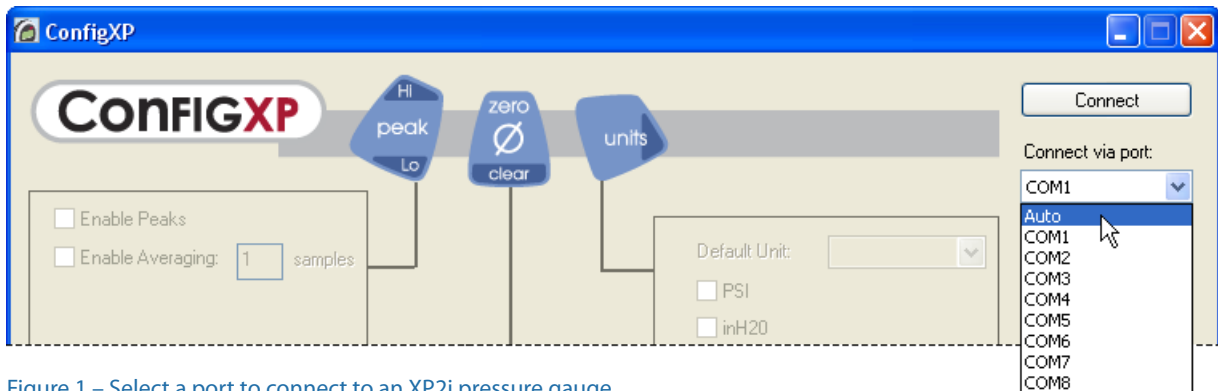 ConfigXP
ConFIGXP
HI
peak
Lo
zero
Ø
clear
units
Connect
Connect via port:
COM1
Auto
COM1
COM2
COM3
COM4
COM5
COM6
COM7
COM8
Enable Peaks
Enable Averaging: 1 samples
Default Unit:
PSI
inH20
Figure 1 – Select a port to connect to an XP2i pressure gauge